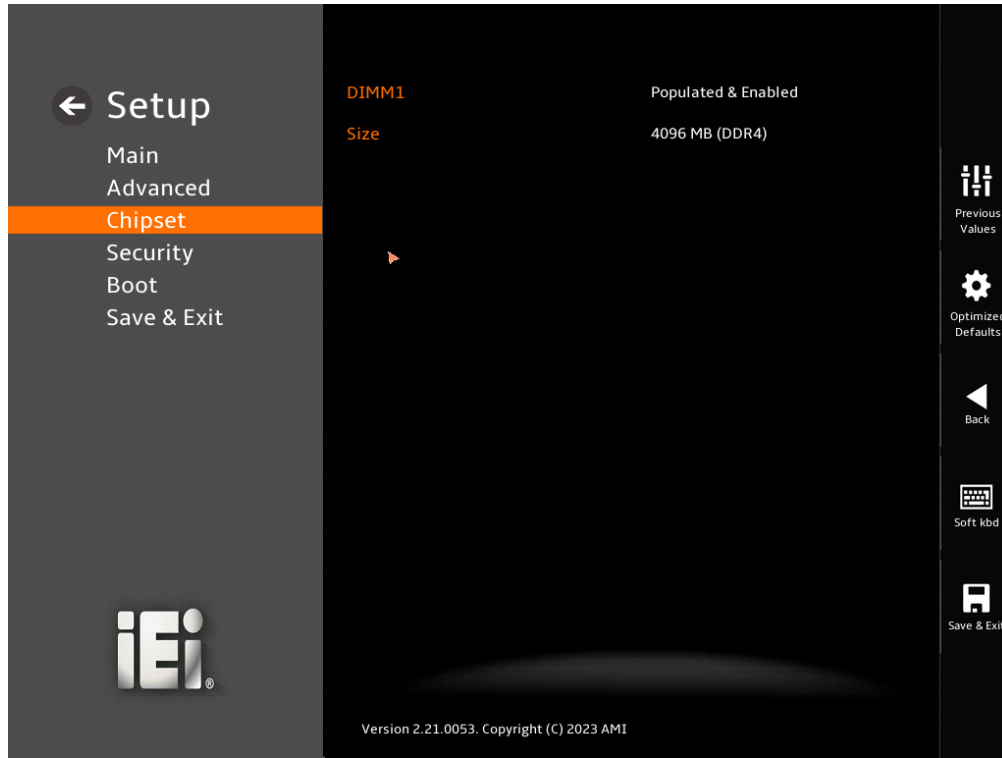 Setup
Main
Advanced
Chipset
Security
Boot
Save & Exit
iEi®
DIMM1 Populated & Enabled
Size 4096 MB (DDR4)
Version 2.21.0053. Copyright (C) 2023 AMI
Previous
Values
Optimized
Defaults
Back
Soft kbd
Save & Exit